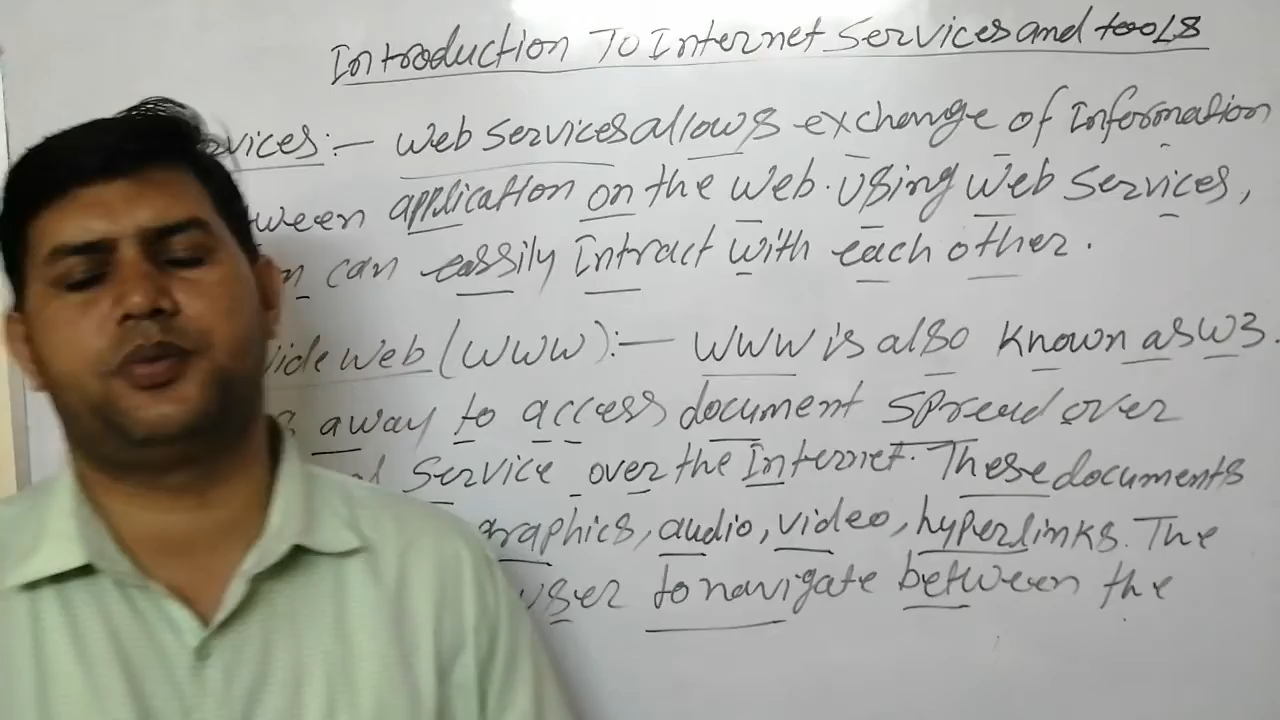 Introduction To Internet Services and tools
vices:- Web Services allows exchange of Information
ween application on the Web. Using Web Services,
n can eassily Intract with each other.
ide Web (WWW):- WWW is also Known as W3.
away to access document Spread over
Service over the Internet. These documents
graphics, audio, video, hyperlinks. The
user to navigate between the